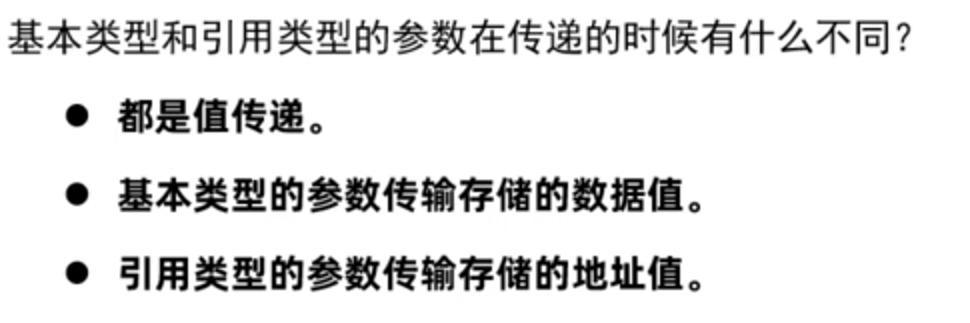 基本类型和引用类型的参数在传递的时候有什么不同？
● 都是值传递。
● 基本类型的参数传输存储的数据值。
● 引用类型的参数传输存储的地址值。